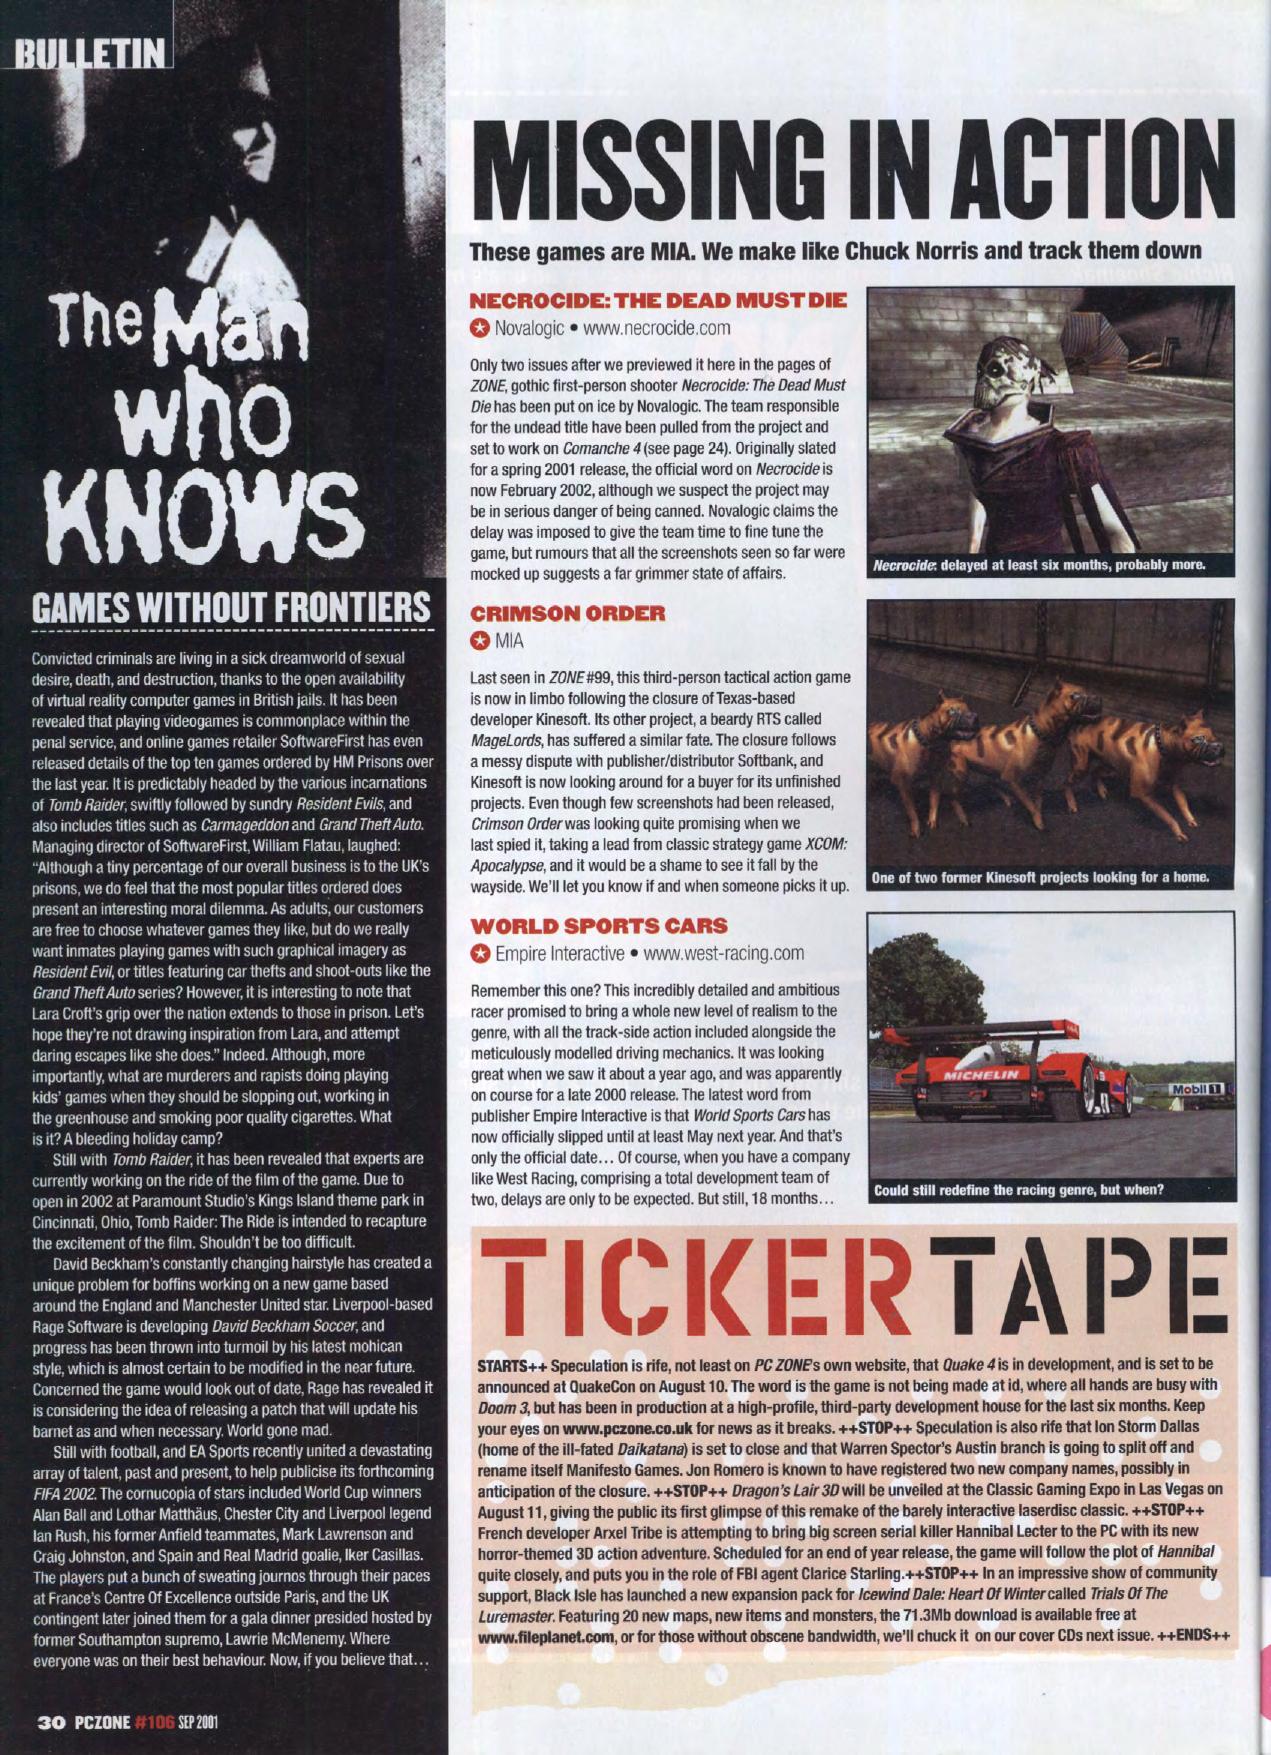 BULLETIN
The Man
who
KNOWS
GAMES WITHOUT FRONTIERS
Convicted criminals are living in a sick dreamworld of sexual
desire, death, and destruction, thanks to the open availability
of virtual reality computer games in British jails. It has been
revealed that playing videogames is commonplace within the
penal service, and online games retailer SoftwareFirst has even
released details of the top ten games ordered by HM Prisons over
the last year. It is predictably headed by the various incarnations
of Tomb Raider, swiftly followed by sundry Resident Evils, and
also includes titles such as Carmageddon and Grand Theft Auto.
Managing director of SoftwareFirst, William Flatau, laughed:
"Although a tiny percentage of our overall business is to the UK's
prisons, we do feel that the most popular titles ordered does
present an interesting moral dilemma. As adults, our customers
are free to choose whatever games they like, but do we really
want inmates playing games with such graphical imagery as
Resident Evil, or titles featuring car thefts and shoot-outs like the
Grand Theft Auto series? However, it is interesting to note that
Lara Croft's grip over the nation extends to those in prison. Let's
hope they're not drawing inspiration from Lara, and attempt
daring escapes like she does." Indeed. Although, more
importantly, what are murderers and rapists doing playing
kids' games when they should be slopping out, working in
the greenhouse and smoking poor quality cigarettes. What
is it? A bleeding holiday camp?
Still with Tomb Raider, it has been revealed that experts are
currently working on the ride of the film of the game. Due to
open in 2002 at Paramount Studio's Kings Island theme park in
Cincinnati, Ohio, Tomb Raider: The Ride is intended to recapture
the excitement of the film. Shouldn't be too difficult.
David Beckham's constantly changing hairstyle has created a
unique problem for boffins working on a new game based
around the England and Manchester United star. Liverpool-based
Rage Software is developing David Beckham Soccer, and
progress has been thrown into turmoil by his latest mohican
style, which is almost certain to be modified in the near future.
Concerned the game would look out of date, Rage has revealed it
is considering the idea of releasing a patch that will update his
barnet as and when necessary. World gone mad.
Still with football, and EA Sports recently united a devastating
array of talent, past and present, to help publicise its forthcoming
FIFA 2002. The cornucopia of stars included World Cup winners
Alan Ball and Lothar Matthäus, Chester City and Liverpool legend
Ian Rush, his former Anfield teammates, Mark Lawrenson and
Craig Johnston, and Spain and Real Madrid goalie, Iker Casillas.
The players put a bunch of sweating journos through their paces
at France's Centre Of Excellence outside Paris, and the UK
contingent later joined them for a gala dinner presided hosted by
former Southampton supremo, Lawrie McMenemy. Where
everyone was on their best behaviour. Now, if you believe that...
MISSING IN ACTION
These games are MIA. We make like Chuck Norris and track them down
NECROCIDE: THE DEAD MUST DIE
Novalogic • www.necrocide.com
Only two issues after we previewed it here in the pages of
ZONE, gothic first-person shooter Necrocide: The Dead Must
Die has been put on ice by Novalogic. The team responsible
for the undead title have been pulled from the project and
set to work on Comanche 4 (see page 24). Originally slated
for a spring 2001 release, the official word on Necrocide is
now February 2002, although we suspect the project may
be in serious danger of being canned. Novalogic claims the
delay was imposed to give the team time to fine tune the
game, but rumours that all the screenshots seen so far were
mocked up suggests a far grimmer state of affairs.
Necrocide: delayed at least six months, probably more.
CRIMSON ORDER
MIA
Last seen in ZONE #99, this third-person tactical action game
is now in limbo following the closure of Texas-based
developer Kinesoft. Its other project, a beardy RTS called
MageLords, has suffered a similar fate. The closure follows
a messy dispute with publisher/distributor Softbank, and
Kinesoft is now looking around for a buyer for its unfinished
projects. Even though few screenshots had been released,
Crimson Order was looking quite promising when we
last spied it, taking a lead from classic strategy game XCOM:
Apocalypse, and it would be a shame to see it fall by the
wayside. We'll let you know if and when someone picks it up.
One of two former Kinesoft projects looking for a home.
WORLD SPORTS CARS
Empire Interactive • www.west-racing.com
Remember this one? This incredibly detailed and ambitious
racer promised to bring a whole new level of realism to the
genre, with all the track-side action included alongside the
meticulously modelled driving mechanics. It was looking
great when we saw it about a year ago, and was apparently
on course for a late 2000 release. The latest word from
publisher Empire Interactive is that World Sports Cars has
now officially slipped until at least May next year. And that's
only the official date... Of course, when you have a company
like West Racing, comprising a total development team of
two, delays are only to be expected. But still, 18 months...
MICHELIN
Mobil 1
Could still redefine the racing genre, but when?
TICKERTAPE
STARTS++ Speculation is rife, not least on PC ZONE's own website, that Quake 4 is in development, and is set to be
announced at QuakeCon on August 10. The word is the game is not being made at id, where all hands are busy with
Doom 3, but has been in production at a high-profile, third-party development house for the last six months. Keep
your eyes on www.pczone.co.uk for news as it breaks. ++STOP++ Speculation is also rife that Ion Storm Dallas
(home of the ill-fated Daikatana) is set to close and that Warren Spector's Austin branch is going to split off and
rename itself Manifesto Games. Jon Romero is known to have registered two new company names, possibly in
anticipation of the closure. ++STOP++ Dragon's Lair 3D will be unveiled at the Classic Gaming Expo in Las Vegas on
August 11, giving the public its first glimpse of this remake of the barely interactive laserdisc classic. ++STOP++
French developer Arxel Tribe is attempting to bring big screen serial killer Hannibal Lecter to the PC with its new
horror-themed 3D action adventure. Scheduled for an end of year release, the game will follow the plot of Hannibal
quite closely, and puts you in the role of FBI agent Clarice Starling.++STOP++ In an impressive show of community
support, Black Isle has launched a new expansion pack for Icewind Dale: Heart Of Winter called Trials Of The
Luremaster. Featuring 20 new maps, new items and monsters, the 71.3Mb download is available free at
www.fileplanet.com, or for those without obscene bandwidth, we'll chuck it on our cover CDs next issue. ++ENDS++
30 PCZONE #106 SEP 2001